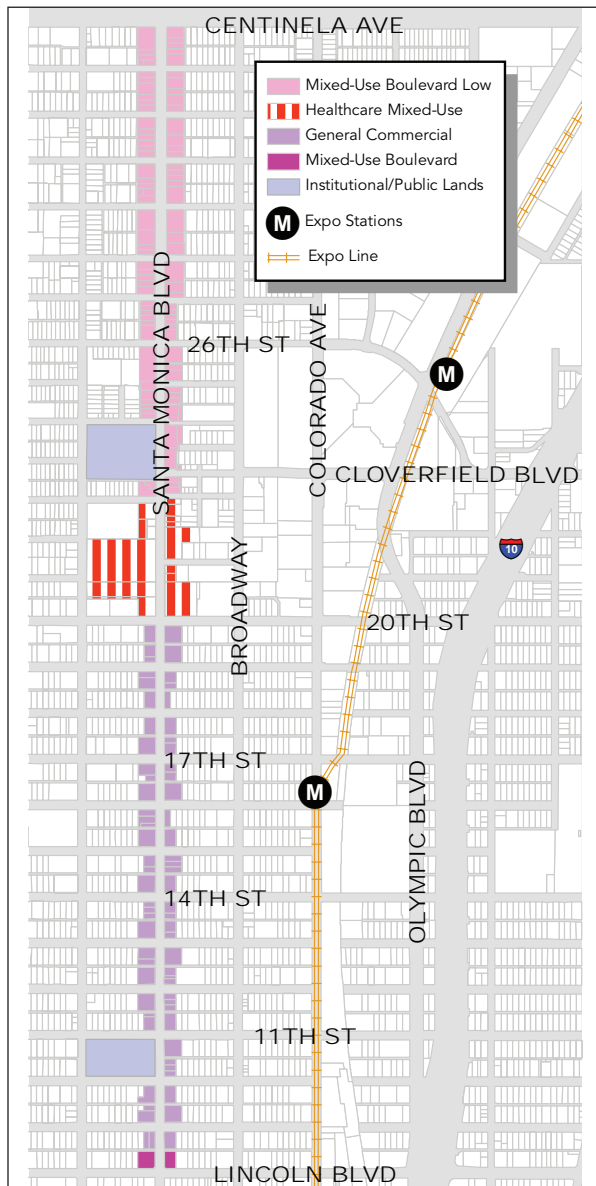 CENTINELA AVE
Mixed-Use Boulevard Low
Healthcare Mixed-Use
General Commercial
Mixed-Use Boulevard
Institutional/Public Lands
M Expo Stations
Expo Line
SANTA MONICA BLVD
26TH ST
COLORADO AVE
M
CLOVERFIELD BLVD
10
BROADWAY
20TH ST
17TH ST
M
OLYMPIC BLVD
14TH ST
11TH ST
LINCOLN BLVD